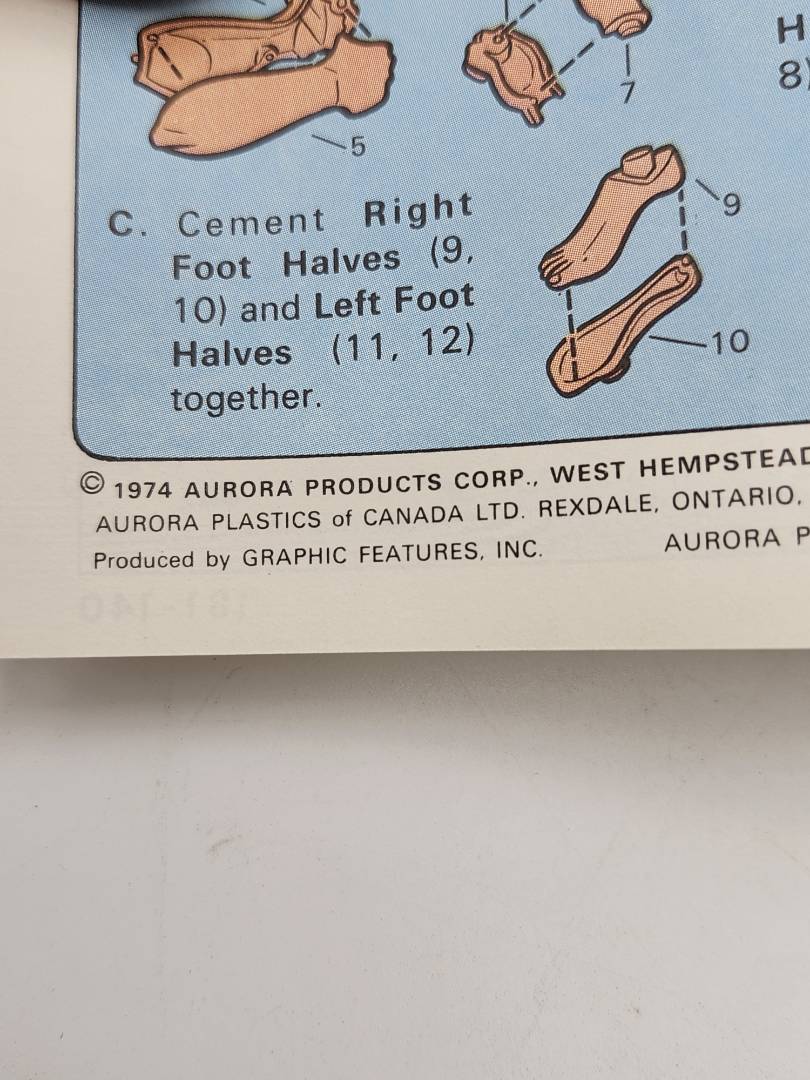 H
8)
7
5
C. Cement Right
Foot Halves (9,
10) and Left Foot
Halves (11, 12)
together.
9
10
© 1974 AURORA PRODUCTS CORP., WEST HEMPSTEAD
AURORA PLASTICS of CANADA LTD. REXDALE, ONTARIO,
Produced by GRAPHIC FEATURES, INC.
AURORA P